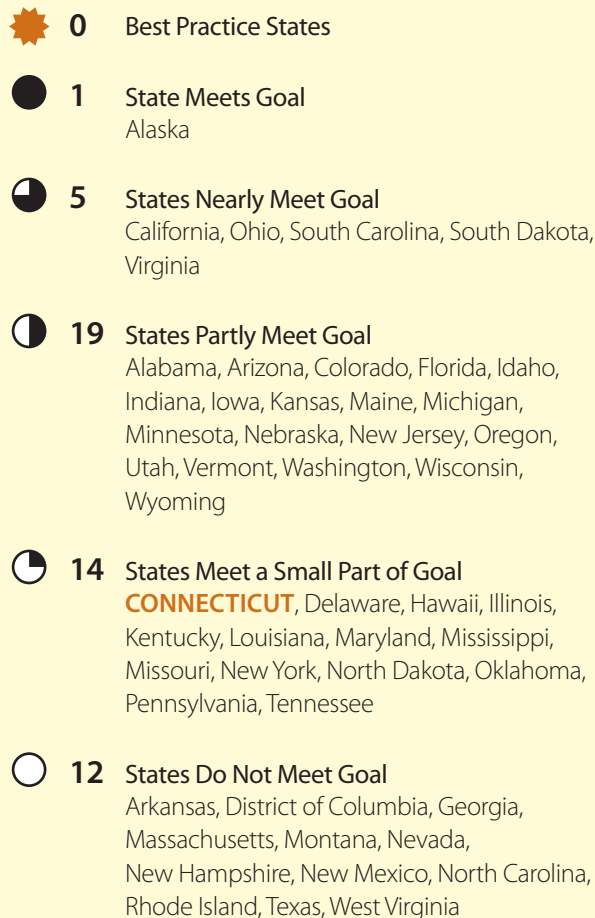 0 Best Practice States
1 State Meets Goal
Alaska
5 States Nearly Meet Goal
California, Ohio, South Carolina, South Dakota,
Virginia
19 States Partly Meet Goal
Alabama, Arizona, Colorado, Florida, Idaho,
Indiana, Iowa, Kansas, Maine, Michigan,
Minnesota, Nebraska, New Jersey, Oregon,
Utah, Vermont, Washington, Wisconsin,
Wyoming
14 States Meet a Small Part of Goal
CONNECTICUT, Delaware, Hawaii, Illinois,
Kentucky, Louisiana, Maryland, Mississippi,
Missouri, New York, North Dakota, Oklahoma,
Pennsylvania, Tennessee
12 States Do Not Meet Goal
Arkansas, District of Columbia, Georgia,
Massachusetts, Montana, Nevada,
New Hampshire, New Mexico, North Carolina,
Rhode Island, Texas, West Virginia